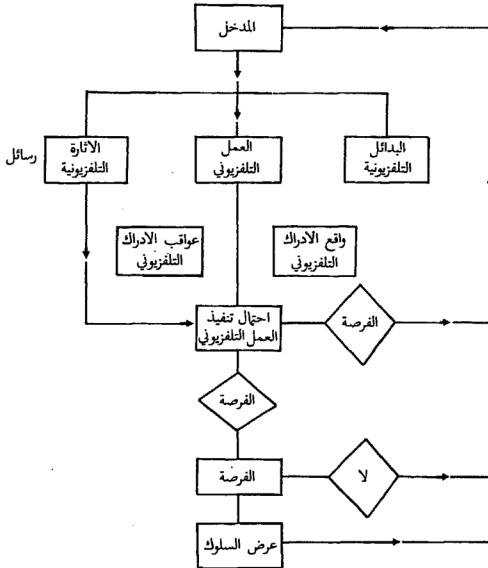 المدخل
البدائل
التلفزيونية
العمل
التلفزيوني
الاثارة
التلفزيونية
رسائل
واقع الادراك
التلفزيوني
عواقب الادراك
التلفزيوني
احتمال تنفيذ
العمل التلفزيوني
الفرصة
الفرصة
الفرصة
لا
عرض السلوك